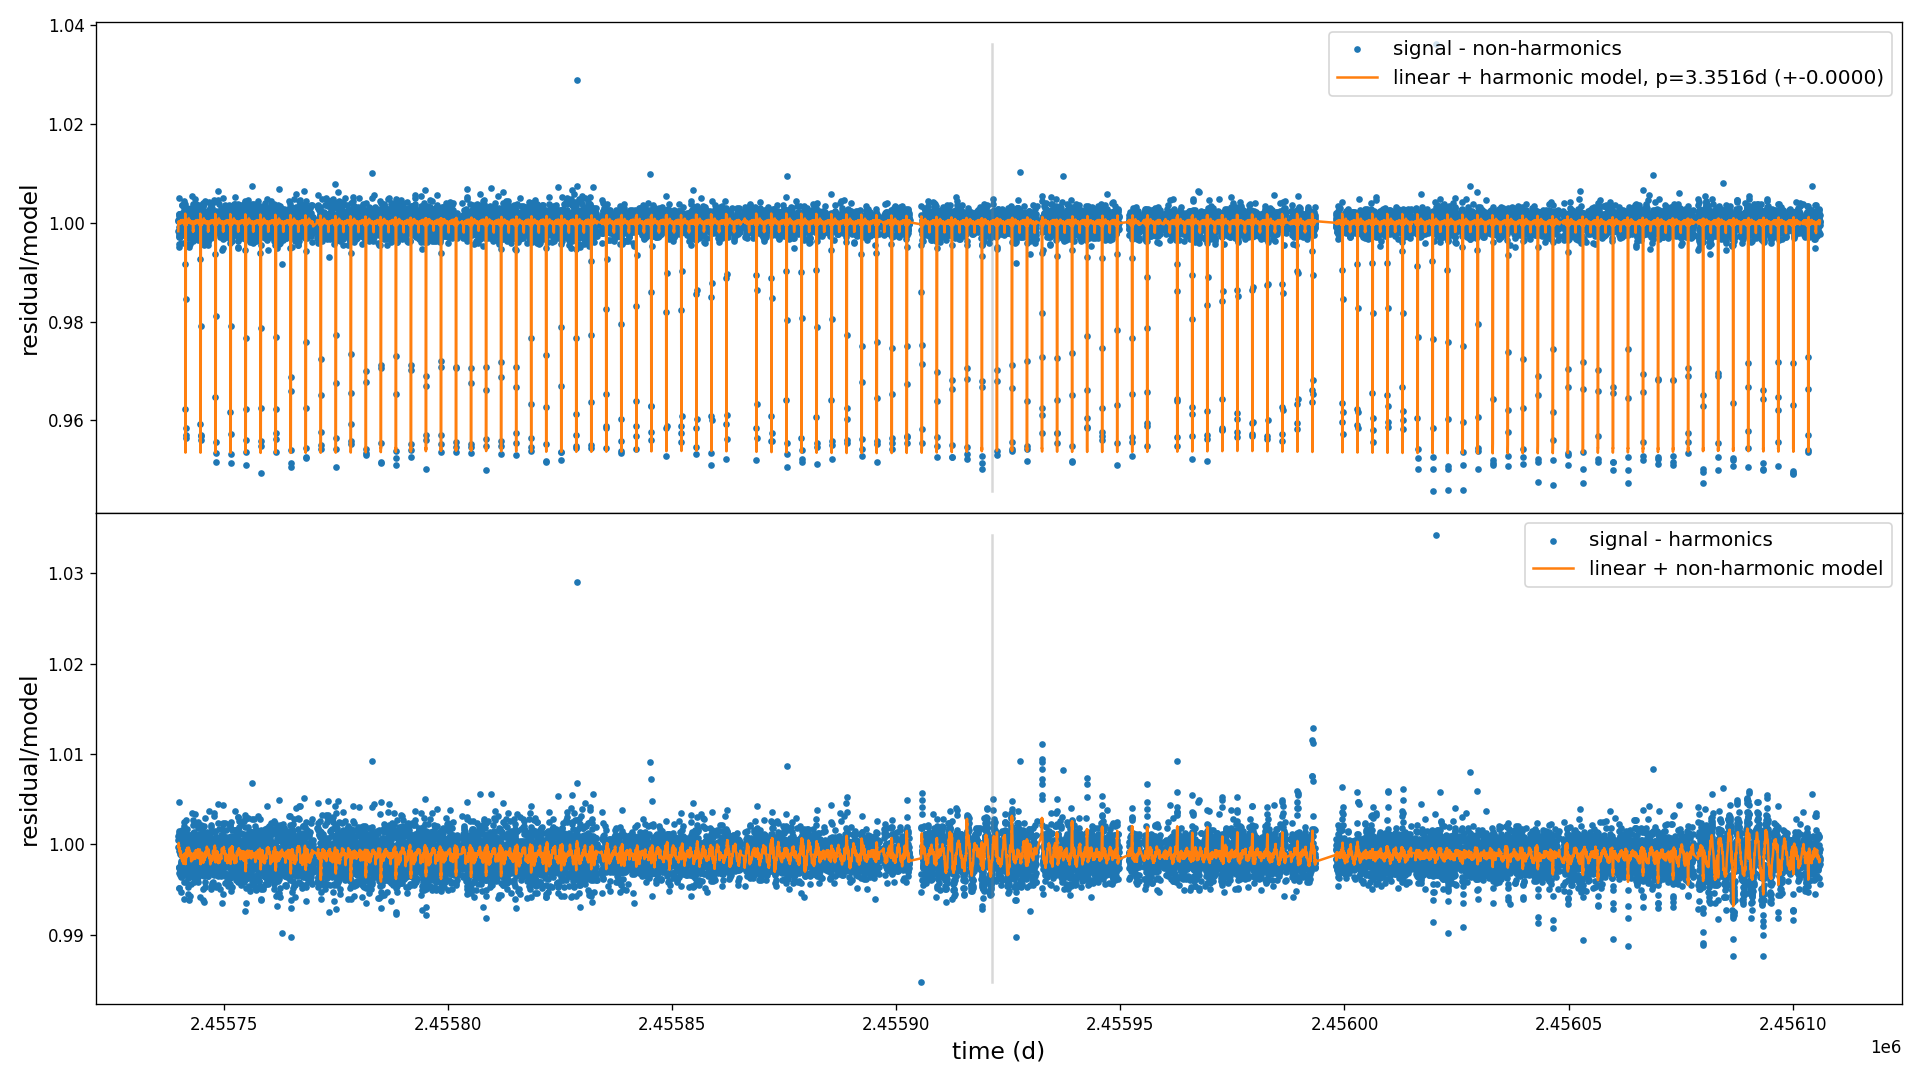 1.04
1.02
1.00
0.98
0.96
residual/model
signal - non-harmonics
linear + harmonic model, p=3.3516d (+-0.0000)
1.03
1.02
1.01
1.00
0.99
residual/model
signal - harmonics
linear + non-harmonic model
2.45575 2.45580 2.45585 2.45590 2.45595 2.45600 2.45605 2.45610
1e6
time (d)